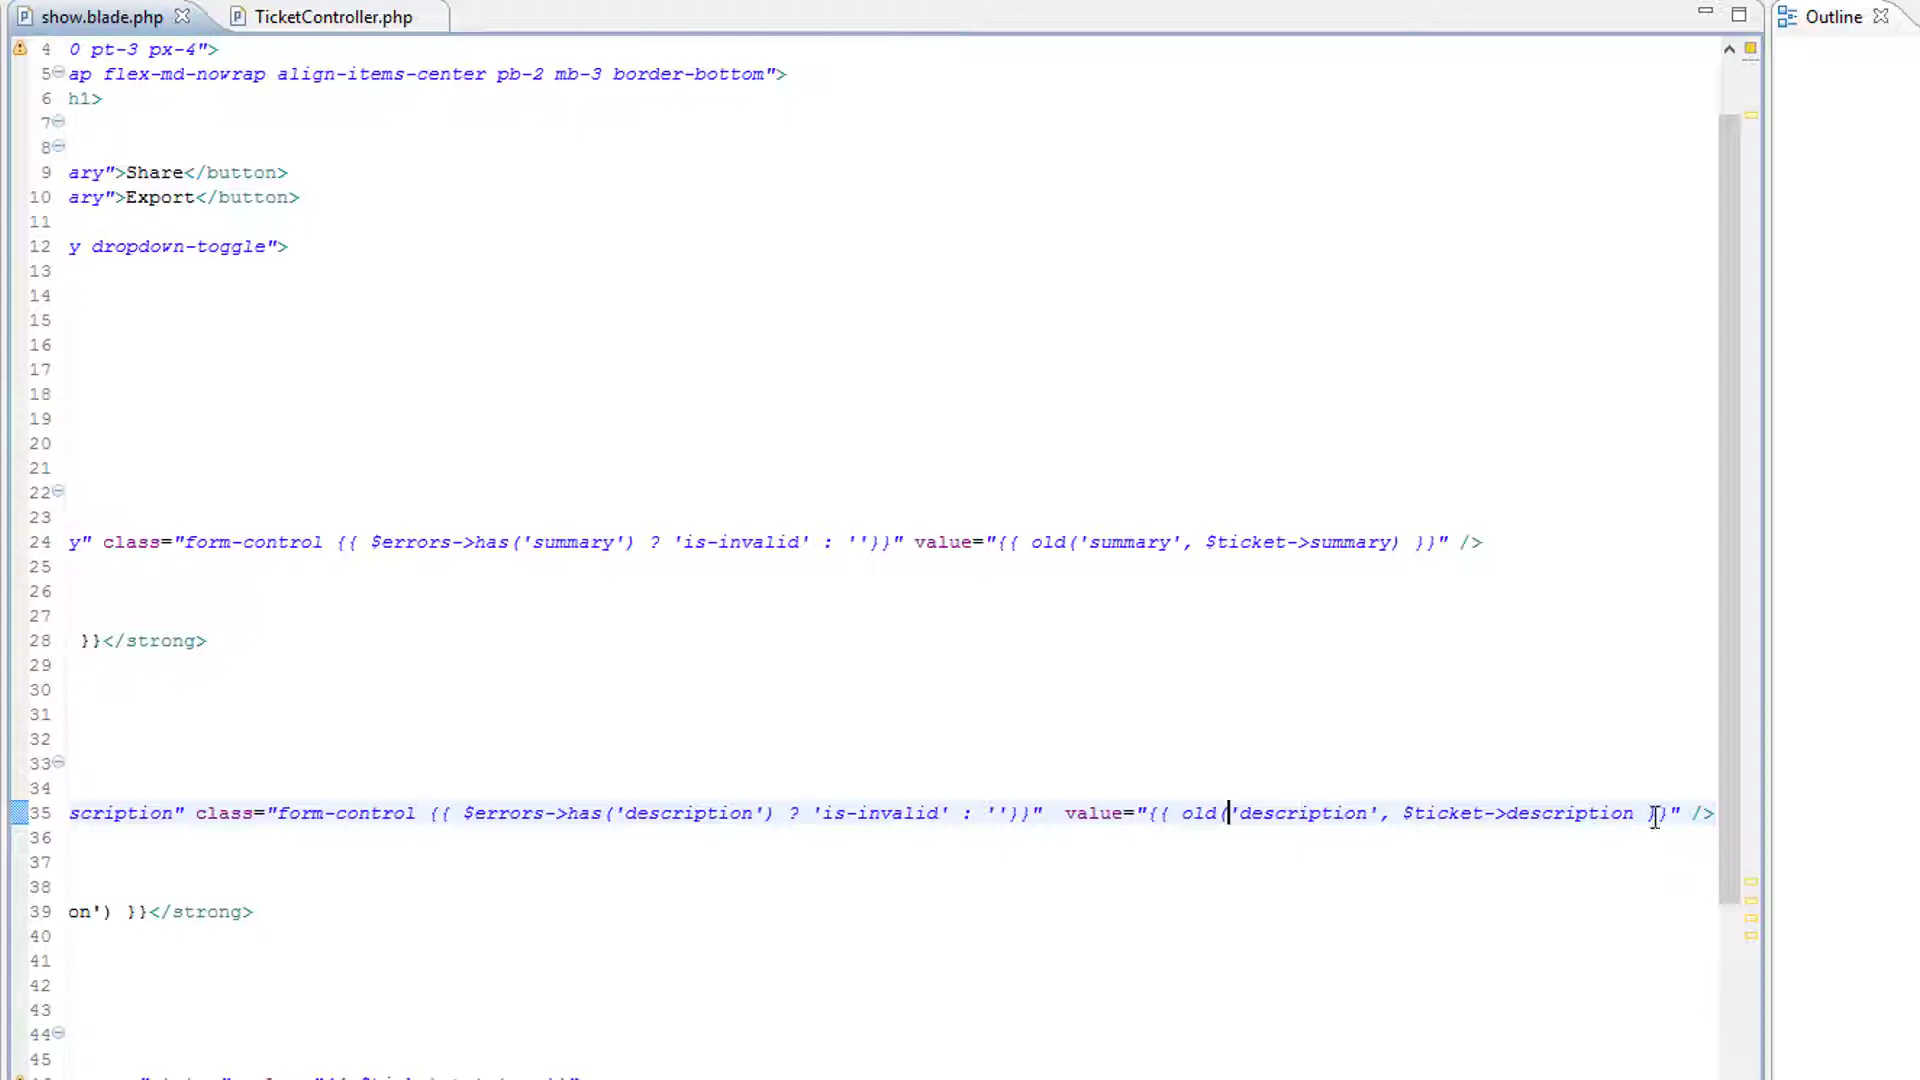 show.blade.php
TicketController.php
Outline
4 0 pt-3 px-4">
5 ap flex-md-nowrap align-items-center pb-2 mb-3 border-bottom">
6 h1>
7
8
9 ary">Share</button>
10 ary">Export</button>
11
12 y dropdown-toggle">
13
14
15
16
17
18
19
20
21
22
23
24 y" class="form-control {{ $errors->has('summary') ? 'is-invalid' : ''}}" value="{{ old('summary', $ticket->summary) }}" />
25
26
27
28 }}</strong>
29
30
31
32
33
34
35 scription" class="form-control {{ $errors->has('description') ? 'is-invalid' : ''}}"  value="{{ old('description', $ticket->description }}" />
36
37
38
39 on') }}</strong>
40
41
42
43
44
45